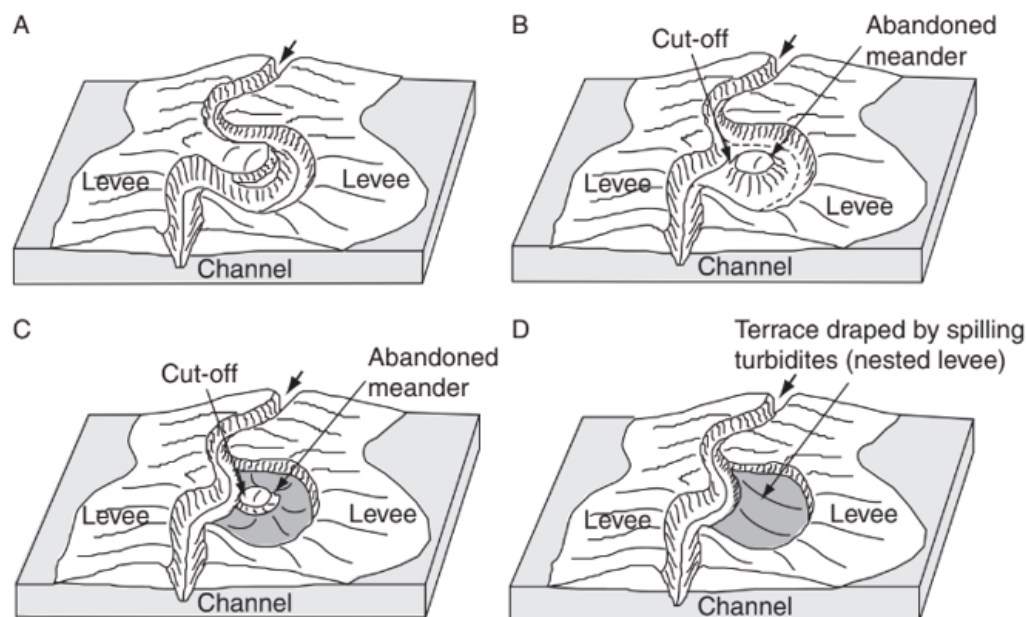 A
Levee
Levee
Channel
B
Cut-off
Abandoned
meander
Levee
Levee
Channel
C
Cut-off
Abandoned
meander
Levee
Levee
Channel
D
Terrace draped by spilling
turbidites (nested levee)
Levee
Levee
Channel